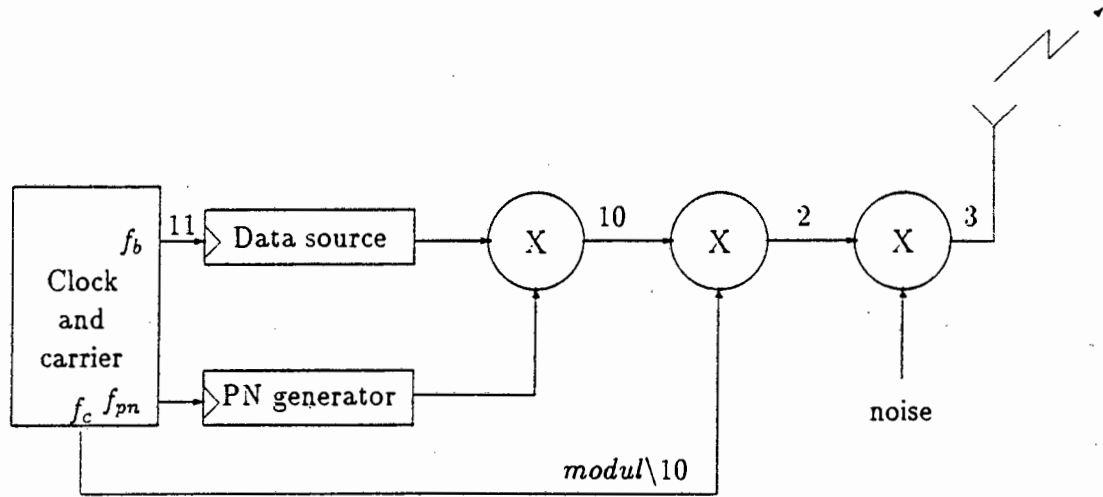 11
10
2
3
f_b
Data source
X
X
X
Clock
and
carrier
f_c f_pn
PN generator
noise
modul\10